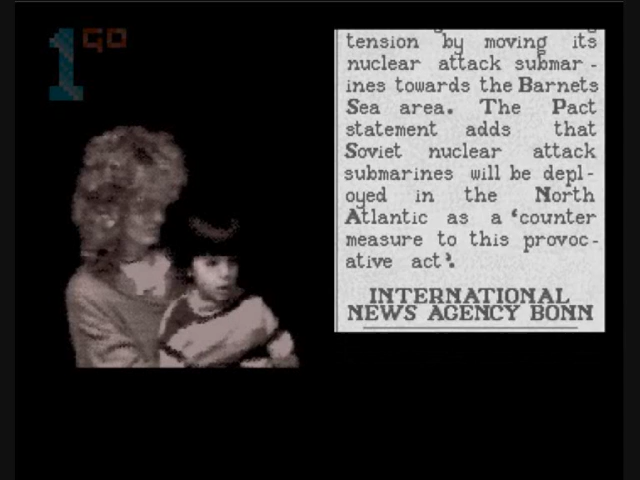 1 GO
tension by moving its
nuclear attack submar-
ines towards the Barnets
Sea area. The Pact
statement adds that
Soviet nuclear attack
submarines will be depl-
oyed in the North
Atlantic as a 'counter
measure to this provoc-
ative act'.
INTERNATIONAL
NEWS AGENCY BONN